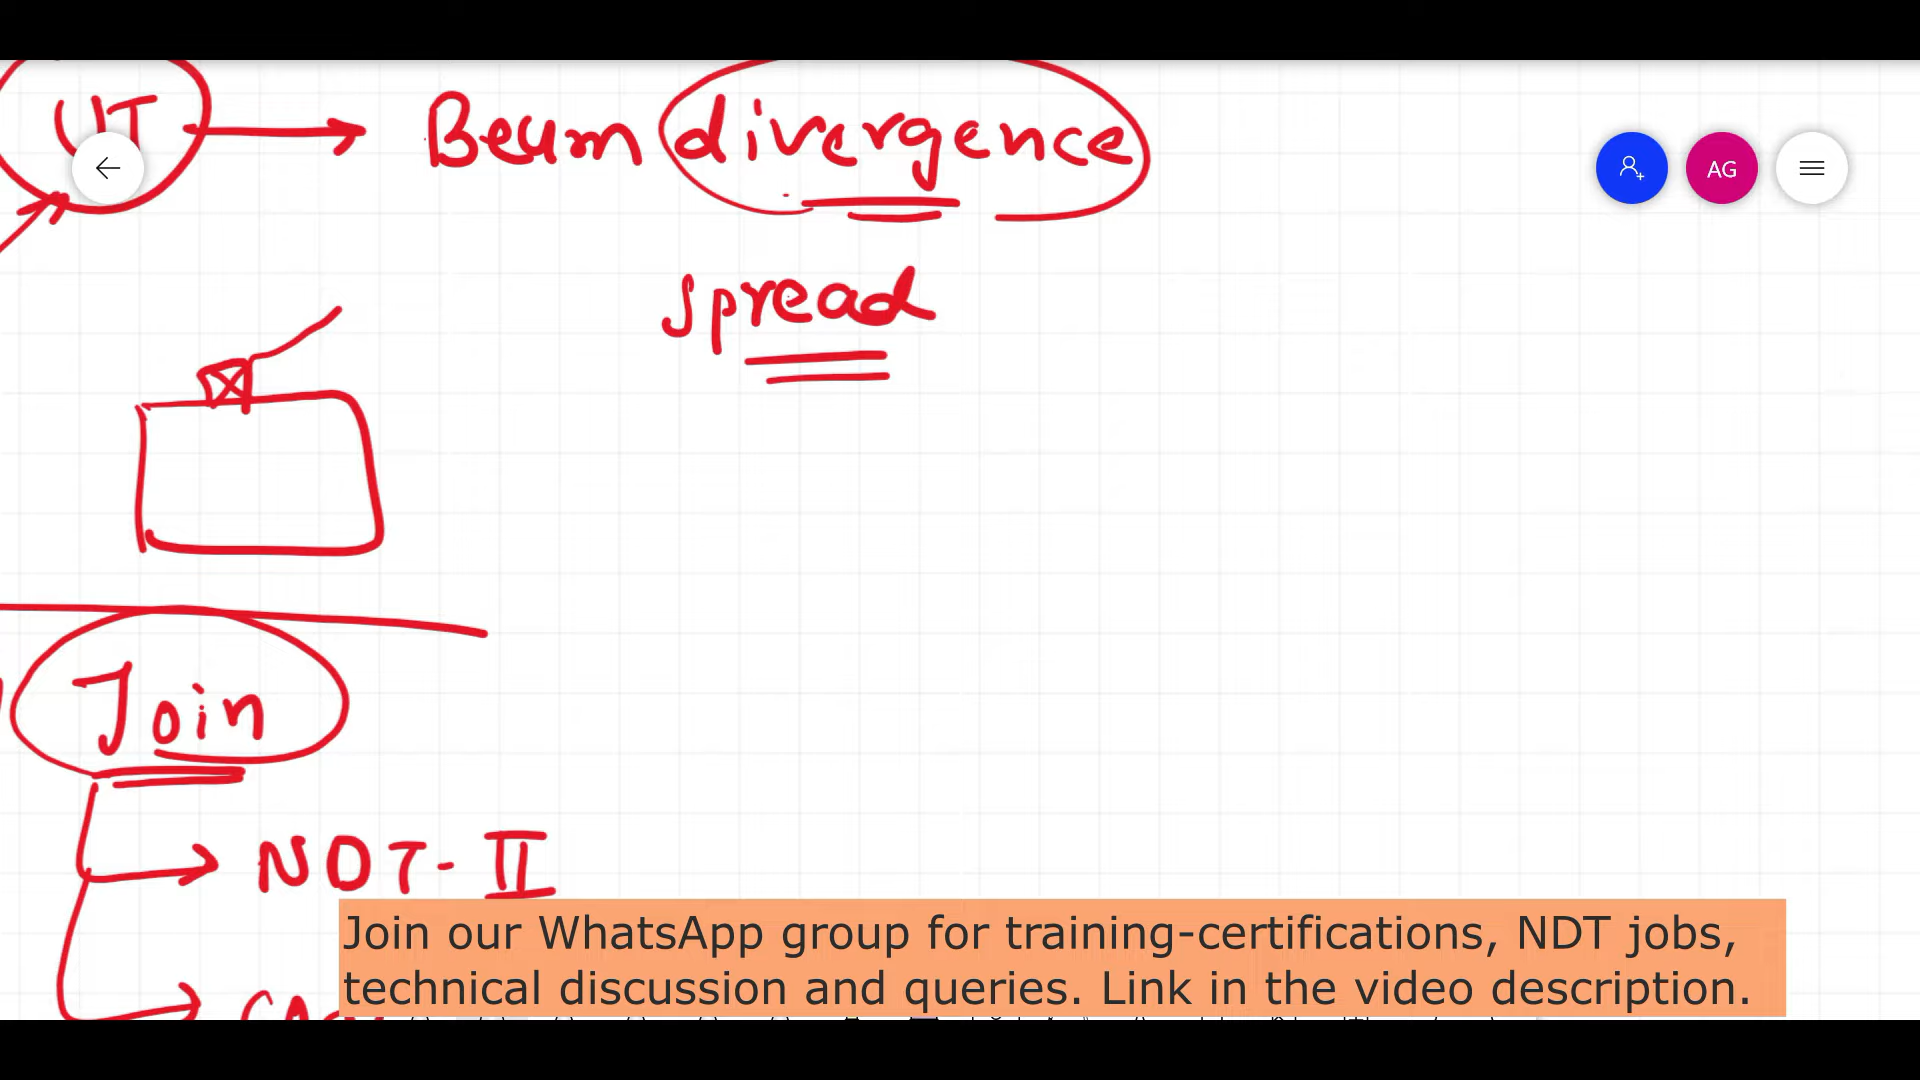 UT → Beam divergence
AG
spread
Join
→ NDT- II
Join our WhatsApp group for training-certifications, NDT jobs,
technical discussion and queries. Link in the video description.